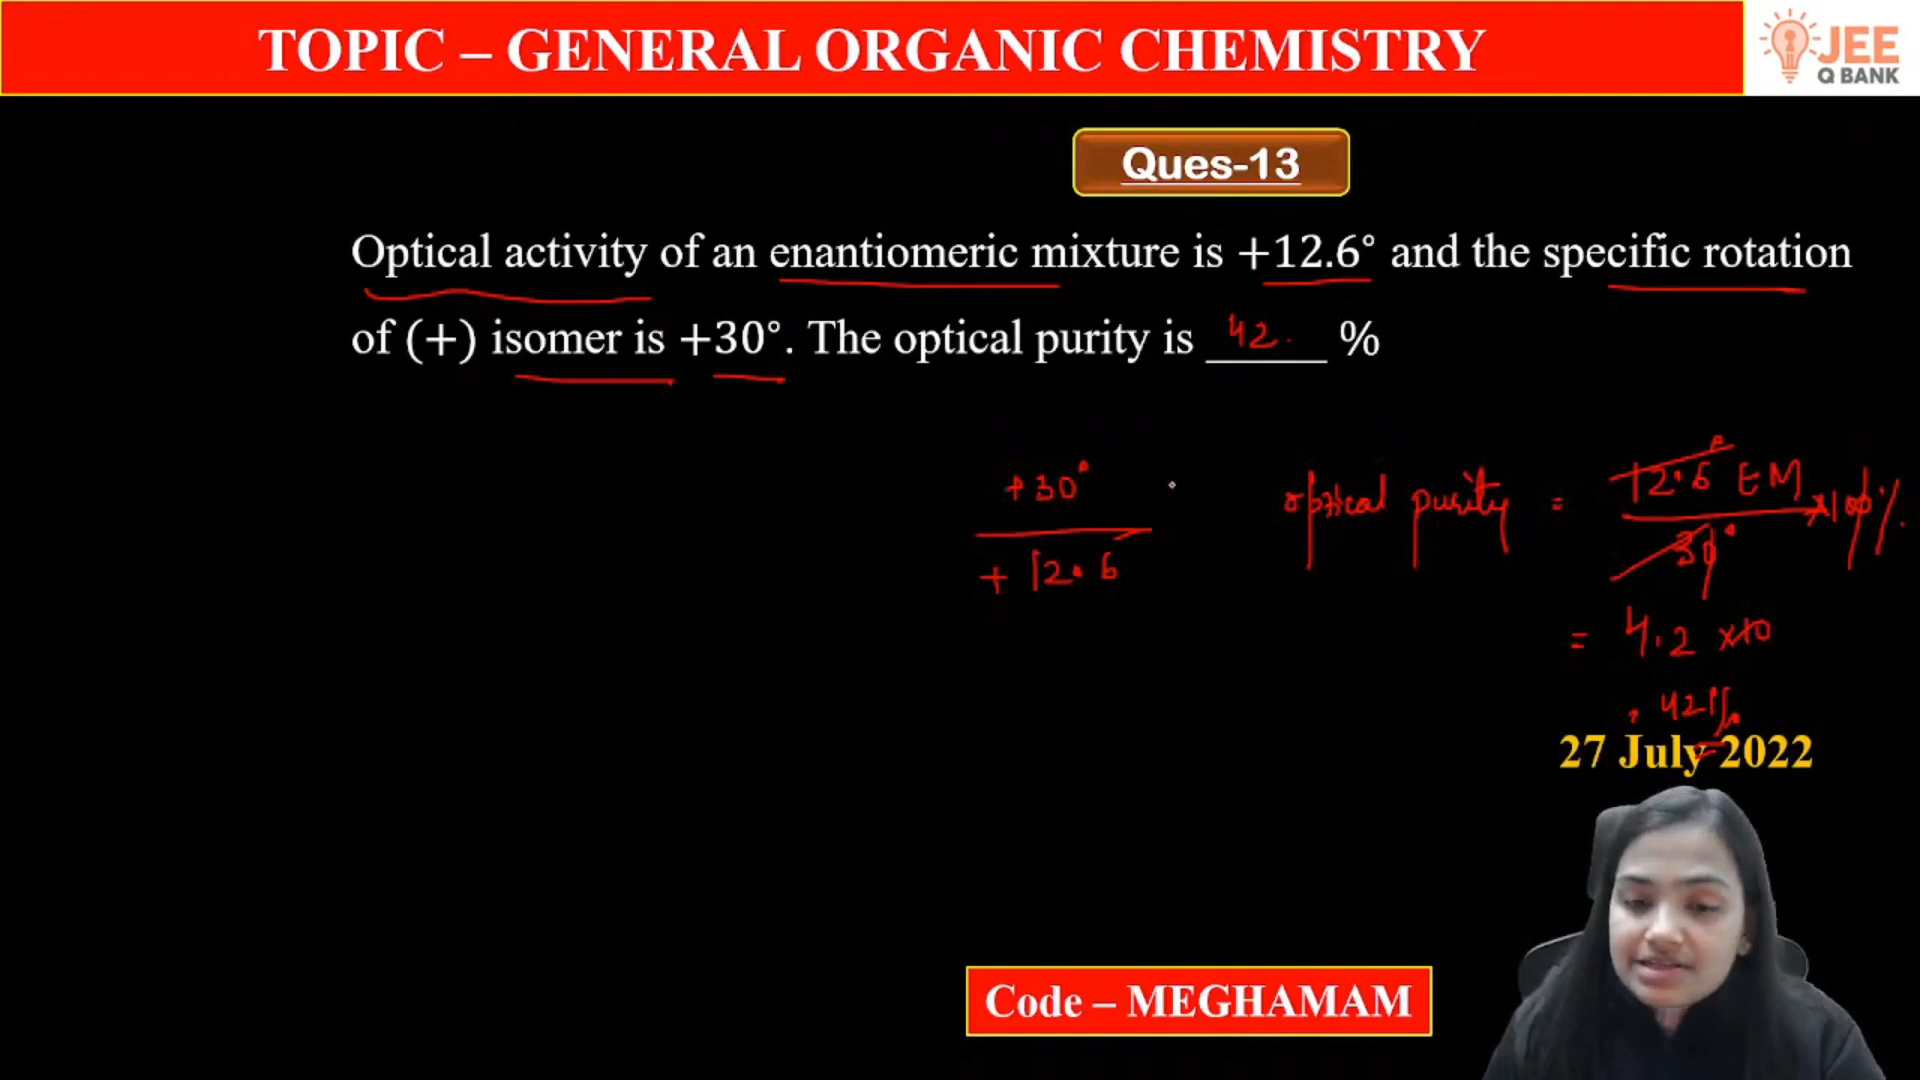 TOPIC – GENERAL ORGANIC CHEMISTRY
JEE
Q BANK
Ques-13
Optical activity of an enantiomeric mixture is +12.6° and the specific rotation
of (+) isomer is +30°. The optical purity is 42. %
+30°
+ 12.6
optical purity = 12.6° EM
30° ×100%
= 4.2 ×10
42%
27 July 2022
Code – MEGHAMAM